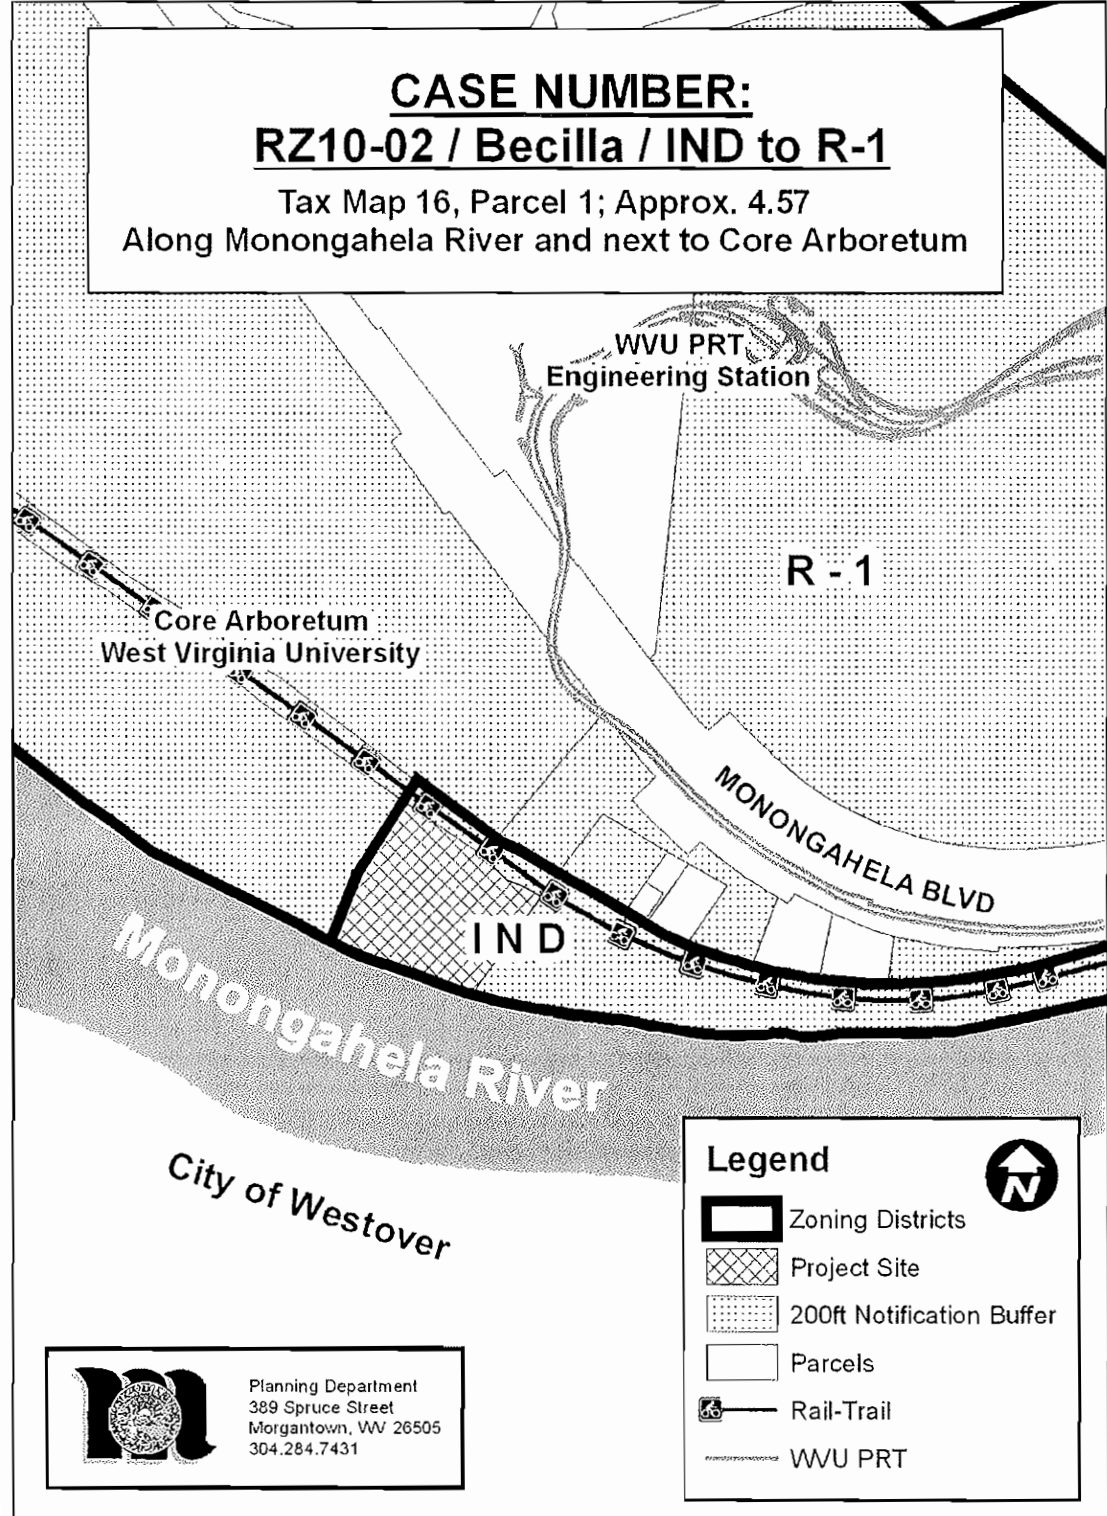 CASE NUMBER:
RZ10-02 / Becilla / IND to R-1
Tax Map 16, Parcel 1; Approx. 4.57
Along Monongahela River and next to Core Arboretum
WVU PRT
Engineering Station
R - 1
Core Arboretum
West Virginia University
MONONGAHELA BLVD
I N D
Monongahela River
City of Westover
Legend
N
Zoning Districts
Project Site
200ft Notification Buffer
Parcels
Rail-Trail
WVU PRT
Planning Department
389 Spruce Street
Morgantown, WV 26505
304.284.7431